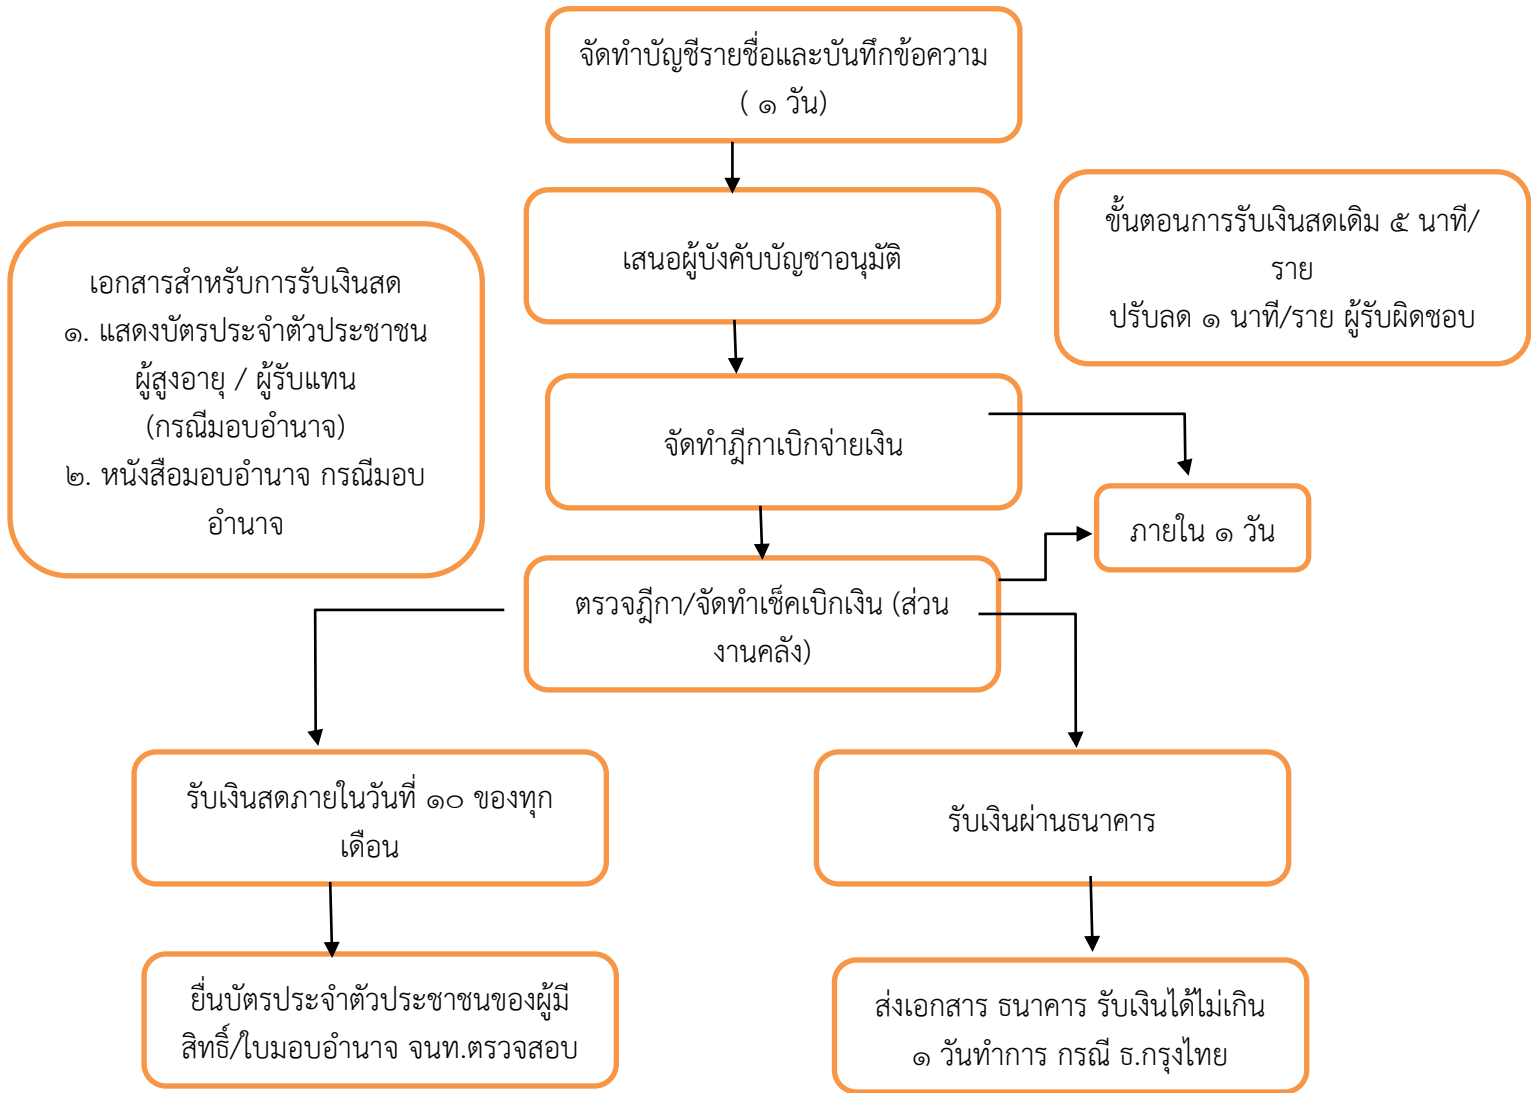 จัดทำบัญชีรายชื่อและบันทึกข้อความ
( ๑ วัน)
เสนอผู้บังคับบัญชาอนุมัติ
ขั้นตอนการรับเงินสดเดิม ๕ นาที/
ราย
ปรับลด ๑ นาที/ราย ผู้รับผิดชอบ
เอกสารสำหรับการรับเงินสด
๑. แสดงบัตรประจำตัวประชาชน
ผู้สูงอายุ / ผู้รับแทน
(กรณีมอบอำนาจ)
๒. หนังสือมอบอำนาจ กรณีมอบ
อำนาจ
จัดทำฎีกาเบิกจ่ายเงิน
ภายใน ๑ วัน
ตรวจฎีกา/จัดทำเช็คเบิกเงิน (ส่วน
งานคลัง)
รับเงินสดภายในวันที่ ๑๐ ของทุก
เดือน
รับเงินผ่านธนาคาร
ยื่นบัตรประจำตัวประชาชนของผู้มี
สิทธิ์/ใบมอบอำนาจ จนท.ตรวจสอบ
ส่งเอกสาร ธนาคาร รับเงินได้ไม่เกิน
๑ วันทำการ กรณี ธ.กรุงไทย